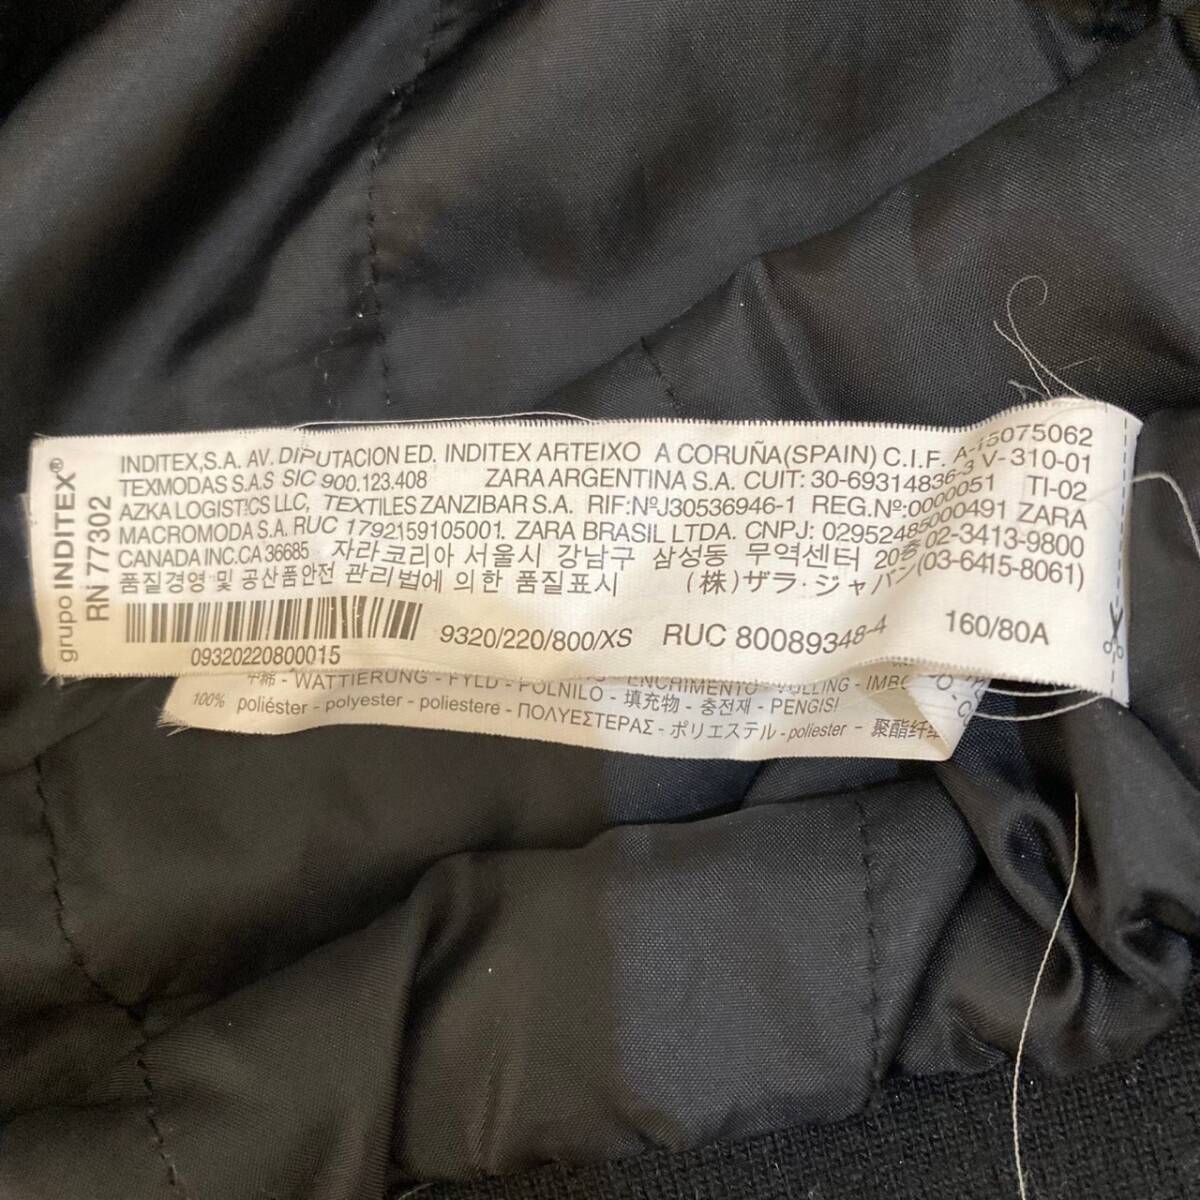 grupo INDITEX®
RN 77302
INDITEX,S.A. AV. DIPUTACION ED. INDITEX ARTEIXO A CORUÑA(SPAIN) C.I.F. A-15075062
TEXMODAS S.A.S SIC 900.123.408 ZARA ARGENTINA S.A. CUIT: 30-69314836-3 V-310-01
AZKA LOGISTICS LLC, TEXTILES ZANZIBAR S.A. RIF:NºJ30536946-1 REG.Nº:0000051 TI-02
MACROMODA S.A. RUC 1792159105001. ZARA BRASIL LTDA. CNPJ: 02952485000491 ZARA
CANADA INC.CA 36685 자라코리아 서울시 강남구 삼성동 무역센터 20층 02-3413-9800
품질경영 및 공산품안전 관리법에 의한 품질표시 (株)ザラ・ジャパン(03-6415-8061)
09320220800015
9320/220/800/XS RUC 80089348-4 160/80A
- WATTIERUNG - FYLD - POLNILO - 填充物 - 충전재 - PENGISI
100% poliéster - polyester - poliestere - ΠΟΛΥΕΣΤΕΡΑΣ - ポリエステル - poliester - 聚酯纤维